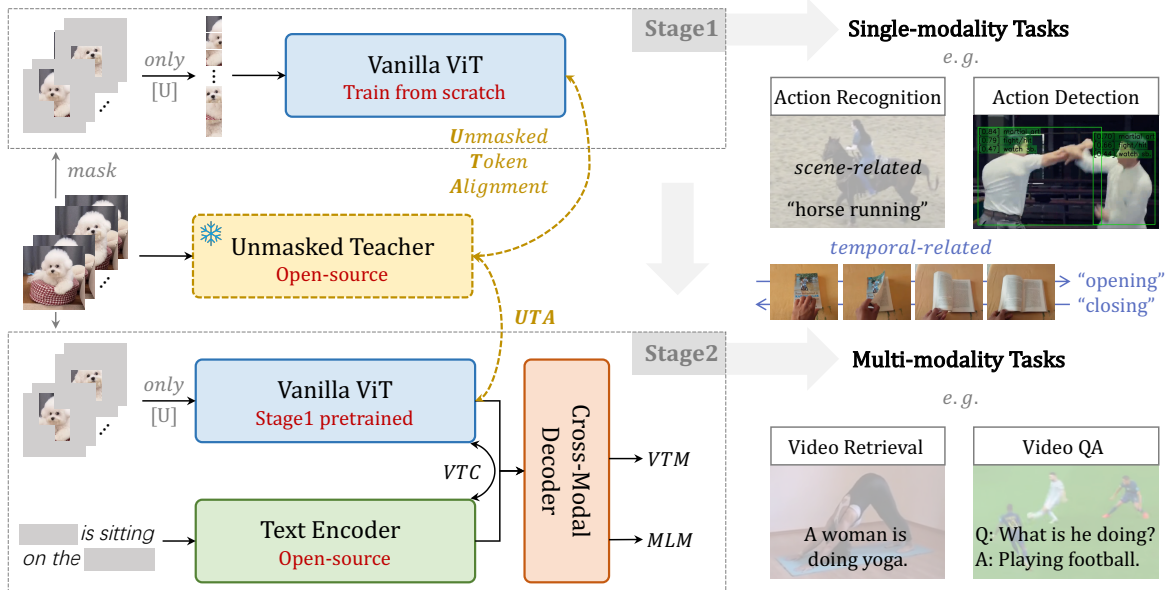 Stage1
only
[U]
Vanilla ViT
Train from scratch
Unmasked
Token
Alignment
mask
Unmasked Teacher
Open-source
UTA
Stage2
only
[U]
Vanilla ViT
Stage1 pretrained
VTC
Text Encoder
Open-source
is sitting
on the
Cross-Modal
Decoder
VTM
MLM
Single-modality Tasks
e.g.
Action Recognition
scene-related
“horse running”
Action Detection
temporal-related
“opening”
“closing”
Multi-modality Tasks
e.g.
Video Retrieval
A woman is
doing yoga.
Video QA
Q: What is he doing?
A: Playing football.